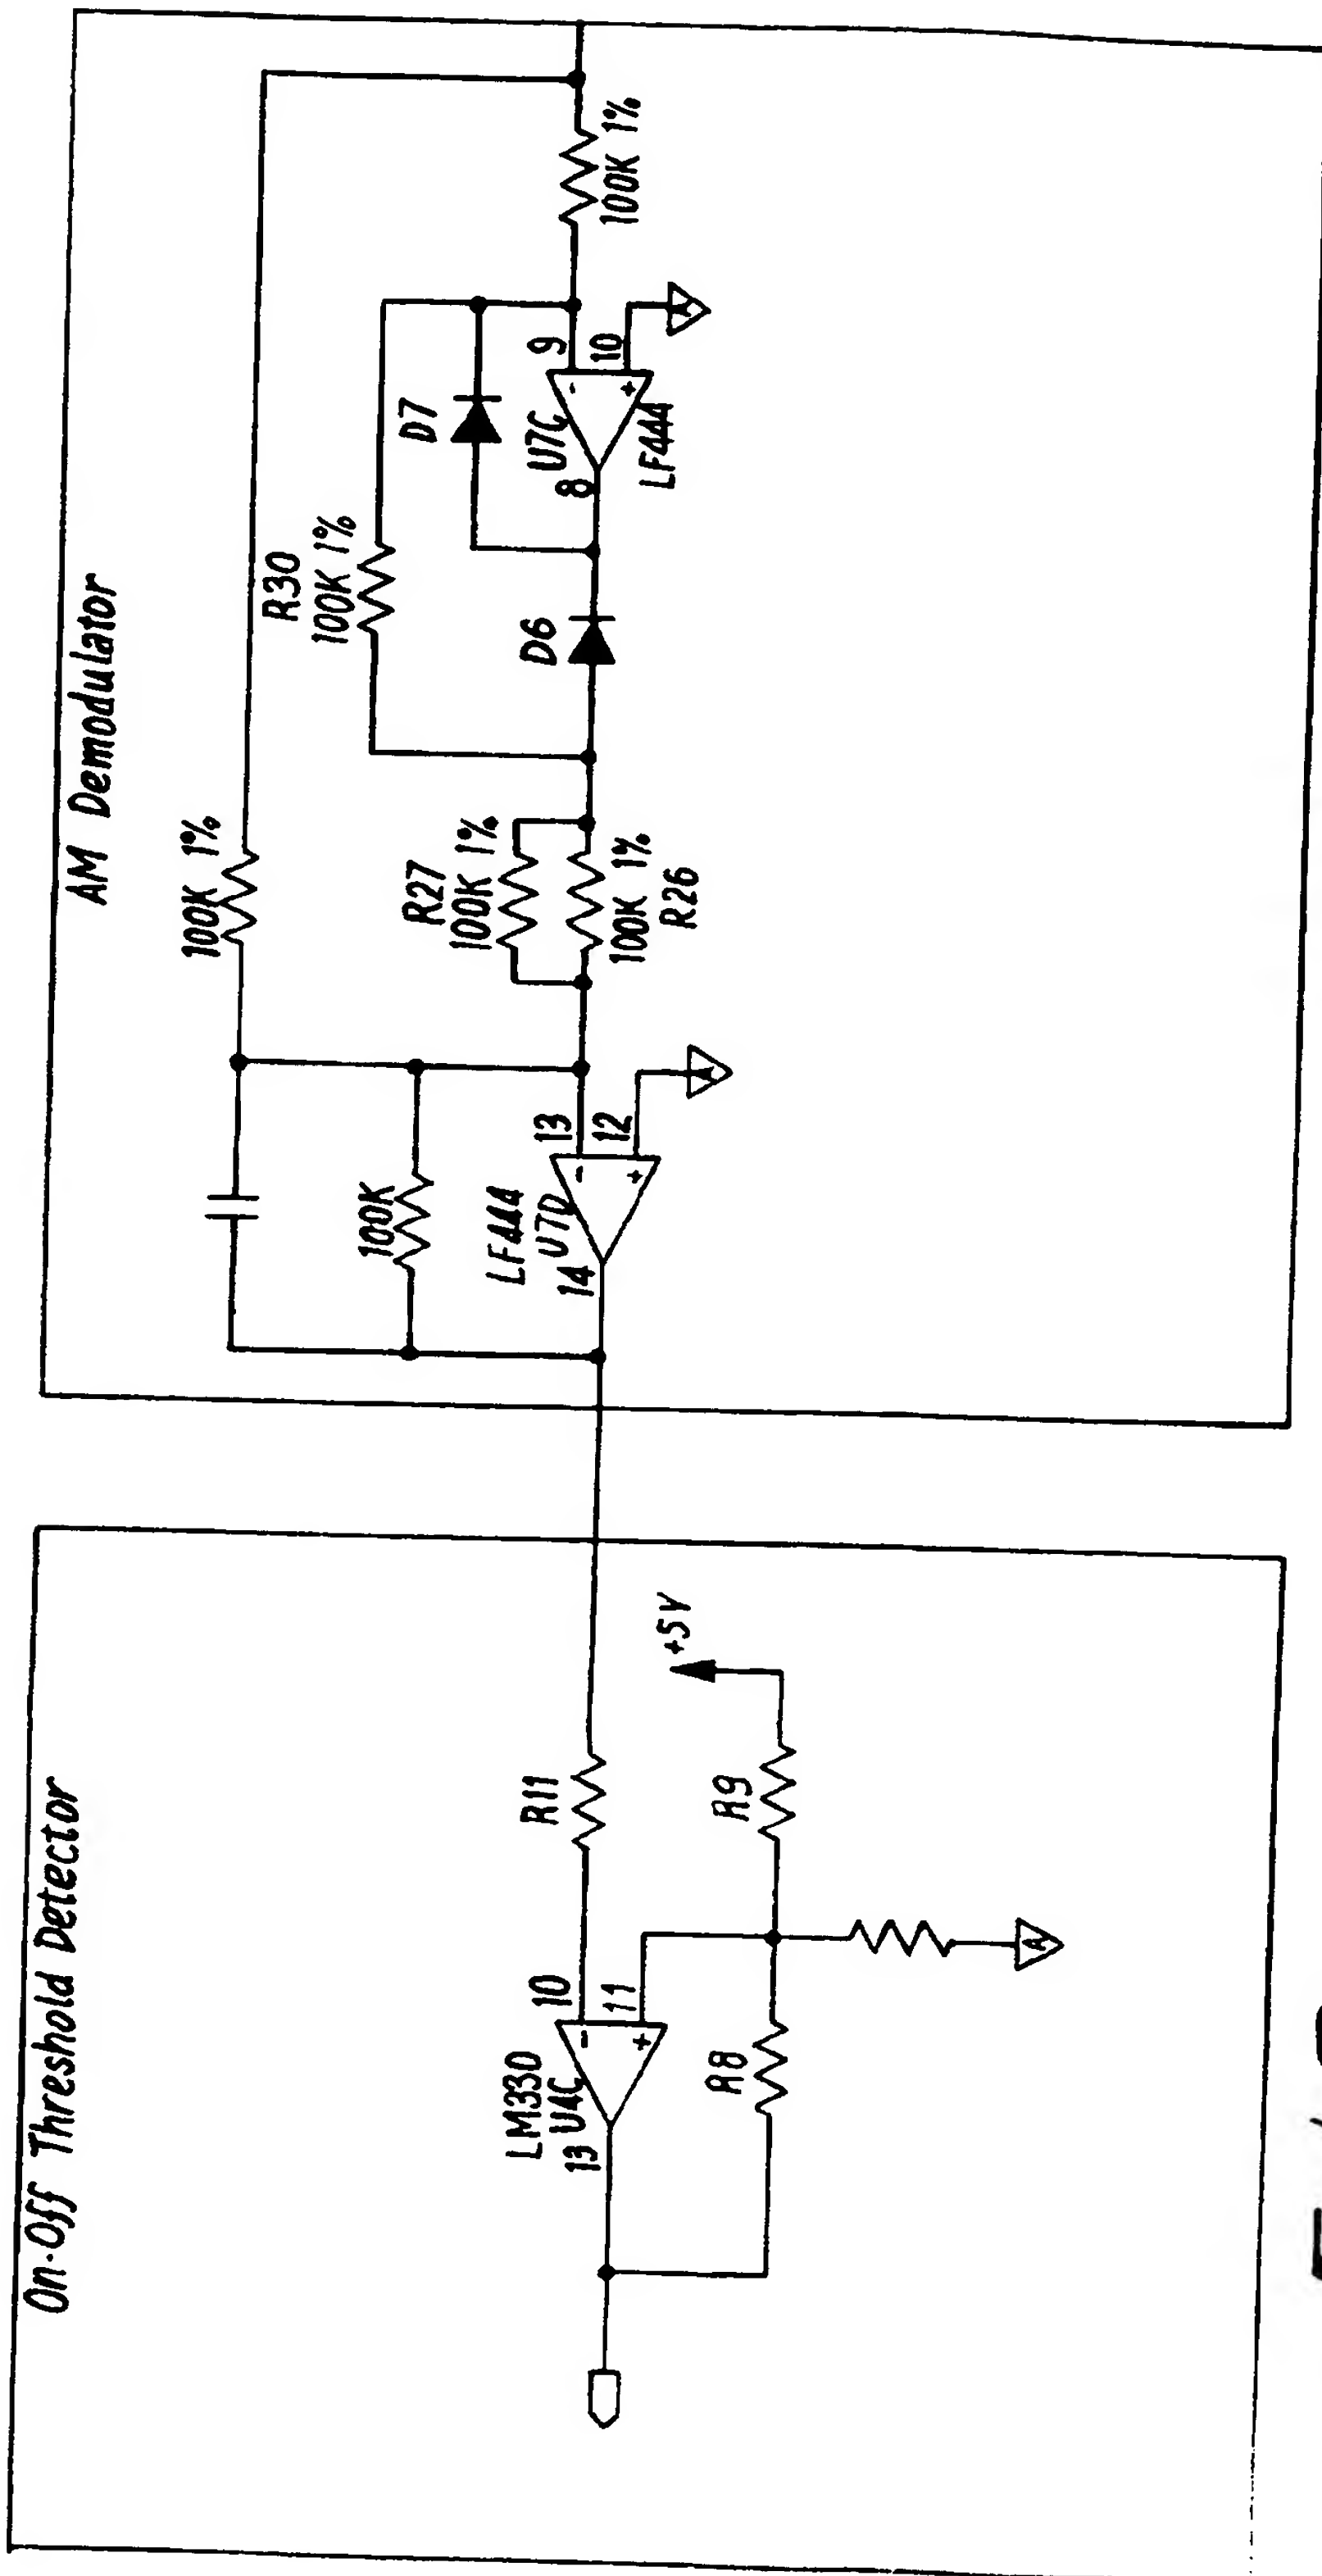 AM Demodulator
100K 1%
R30
100K 1%
D7
9
10
-
+
U7C
8
LF444
100K 1%
D6
R27
100K 1%
100K 1%
R26
100K
13
12
-
+
LF444
U7D
14
A
A
On-Off Threshold Detector
R11
+5V
R9
10
11
-
+
LM330
U4C
13
R8
A